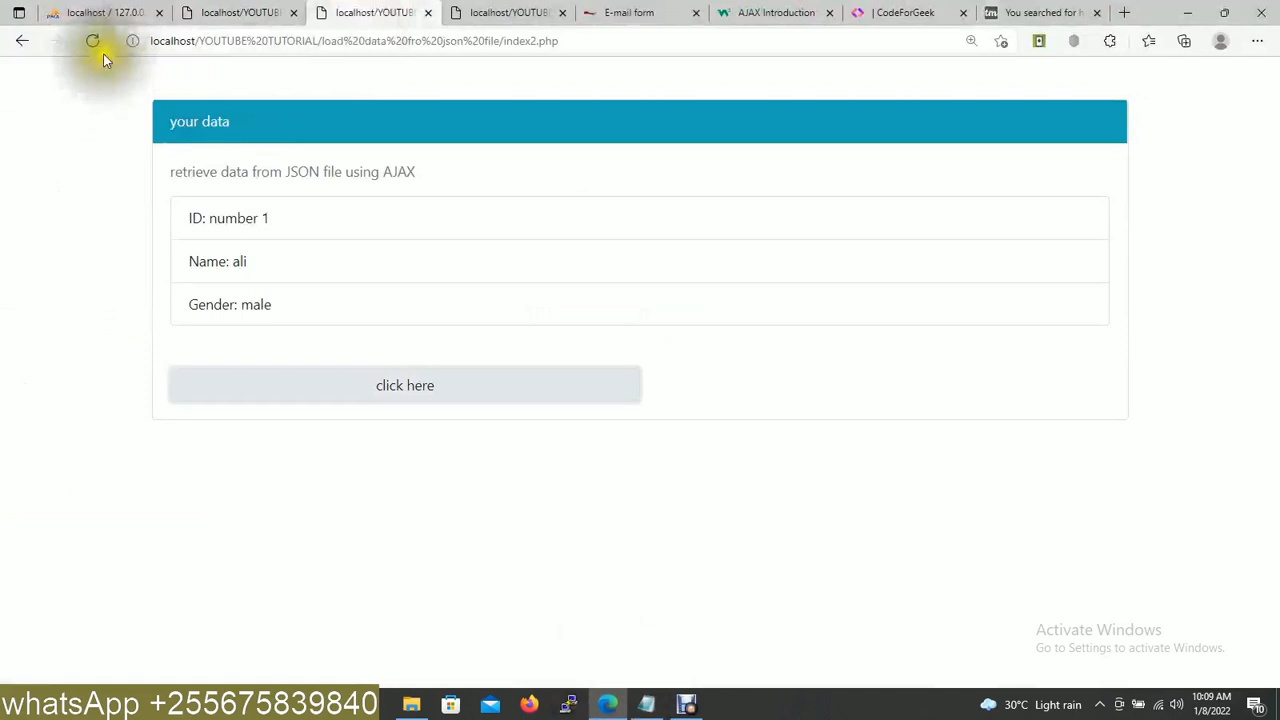 localhost / 127.0.0
localhost/YOUTUBE
localhost/YOUTUBE
localhost/YOUTUBE
E-mail form
AJAX Introduction
| CodeForGeek
You searched for h
localhost/YOUTUBE%20TUTORIAL/load%20data%20fro%20json%20file/index2.php
your data
retrieve data from JSON file using AJAX
ID: number 1
Name: ali
Gender: male
click here
Activate Windows
Go to Settings to activate Windows.
whatsApp +255675839840
30°C Light rain
10:09 AM
1/8/2022
10